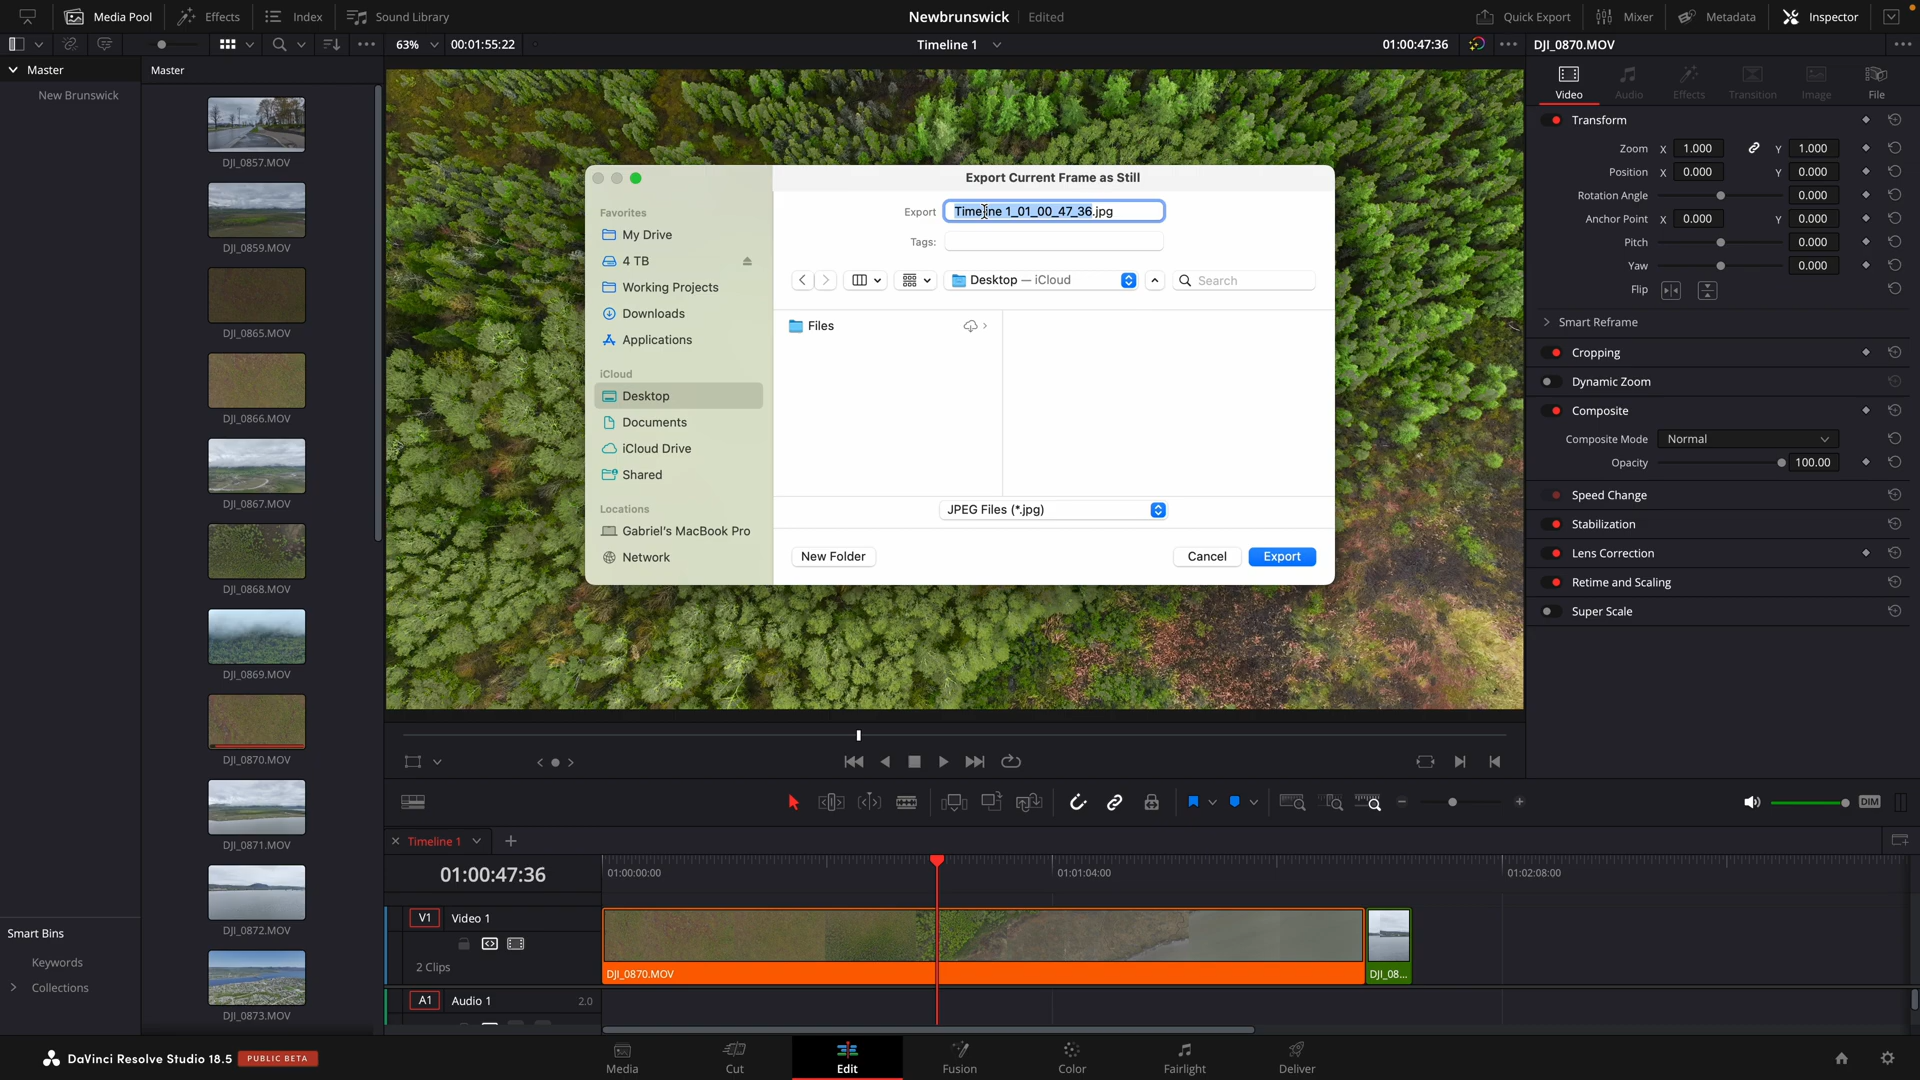 Media Pool
Effects
Index
Sound Library
Newbrunswick
Edited
Quick Export
Mixer
Metadata
Inspector
63%
00:01:55:22
Timeline 1
01:00:47:36
DJI_0870.MOV
Master
New Brunswick
Master
DJI_0857.MOV
DJI_0859.MOV
DJI_0865.MOV
DJI_0866.MOV
DJI_0867.MOV
DJI_0868.MOV
DJI_0869.MOV
DJI_0870.MOV
DJI_0871.MOV
DJI_0872.MOV
DJI_0873.MOV
Smart Bins
Keywords
Collections
Export Current Frame as Still
Favorites
My Drive
4 TB
Working Projects
Downloads
Applications
iCloud
Desktop
Documents
iCloud Drive
Shared
Locations
Gabriel's MacBook Pro
Network
Export
Timeline 1_01_00_47_36.jpg
Tags:
Desktop — iCloud
Search
Files
JPEG Files (*.jpg)
New Folder
Cancel
Export
Video
Audio
Effects
Transition
Image
File
Transform
Zoom X 1.000 Y 1.000
Position X 0.000 Y 0.000
Rotation Angle 0.000
Anchor Point X 0.000 Y 0.000
Pitch 0.000
Yaw 0.000
Flip
Smart Reframe
Cropping
Dynamic Zoom
Composite
Composite Mode Normal
Opacity 100.00
Speed Change
Stabilization
Lens Correction
Retime and Scaling
Super Scale
DIM
Timeline 1
01:00:47:36
01:00:00:00
01:01:04:00
01:02:08:00
V1
Video 1
2 Clips
DJI_0870.MOV
DJI_08...
A1
Audio 1
2.0
DaVinci Resolve Studio 18.5
PUBLIC BETA
Media
Cut
Edit
Fusion
Color
Fairlight
Deliver